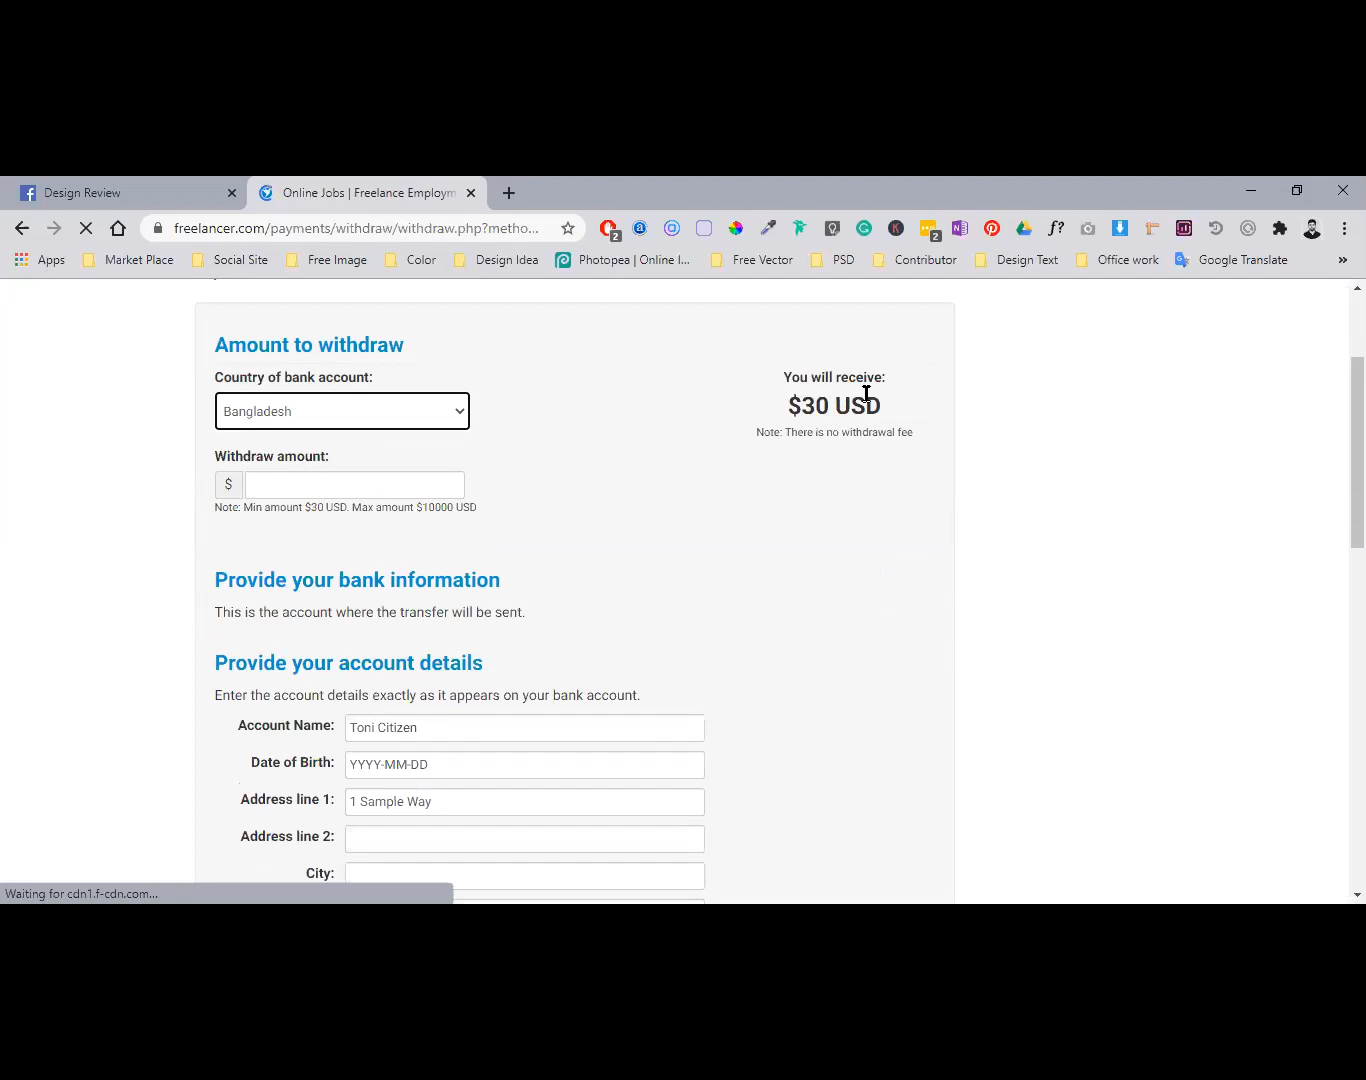 Design Review
Online Jobs | Freelance Employm
freelancer.com/payments/withdraw/withdraw.php?metho...
2
2
f?
Apps
Market Place
Social Site
Free Image
Color
Design Idea
Photopea | Online I...
Free Vector
PSD
Contributor
Design Text
Office work
Google Translate
»
Amount to withdraw
Country of bank account:
You will receive:
Bangladesh
$30 USD
Note: There is no withdrawal fee
Withdraw amount:
$
Note: Min amount $30 USD. Max amount $10000 USD
Provide your bank information
This is the account where the transfer will be sent.
Provide your account details
Enter the account details exactly as it appears on your bank account.
Account Name:
Toni Citizen
Date of Birth:
YYYY-MM-DD
Address line 1:
1 Sample Way
Address line 2:
City:
Waiting for cdn1.f-cdn.com...